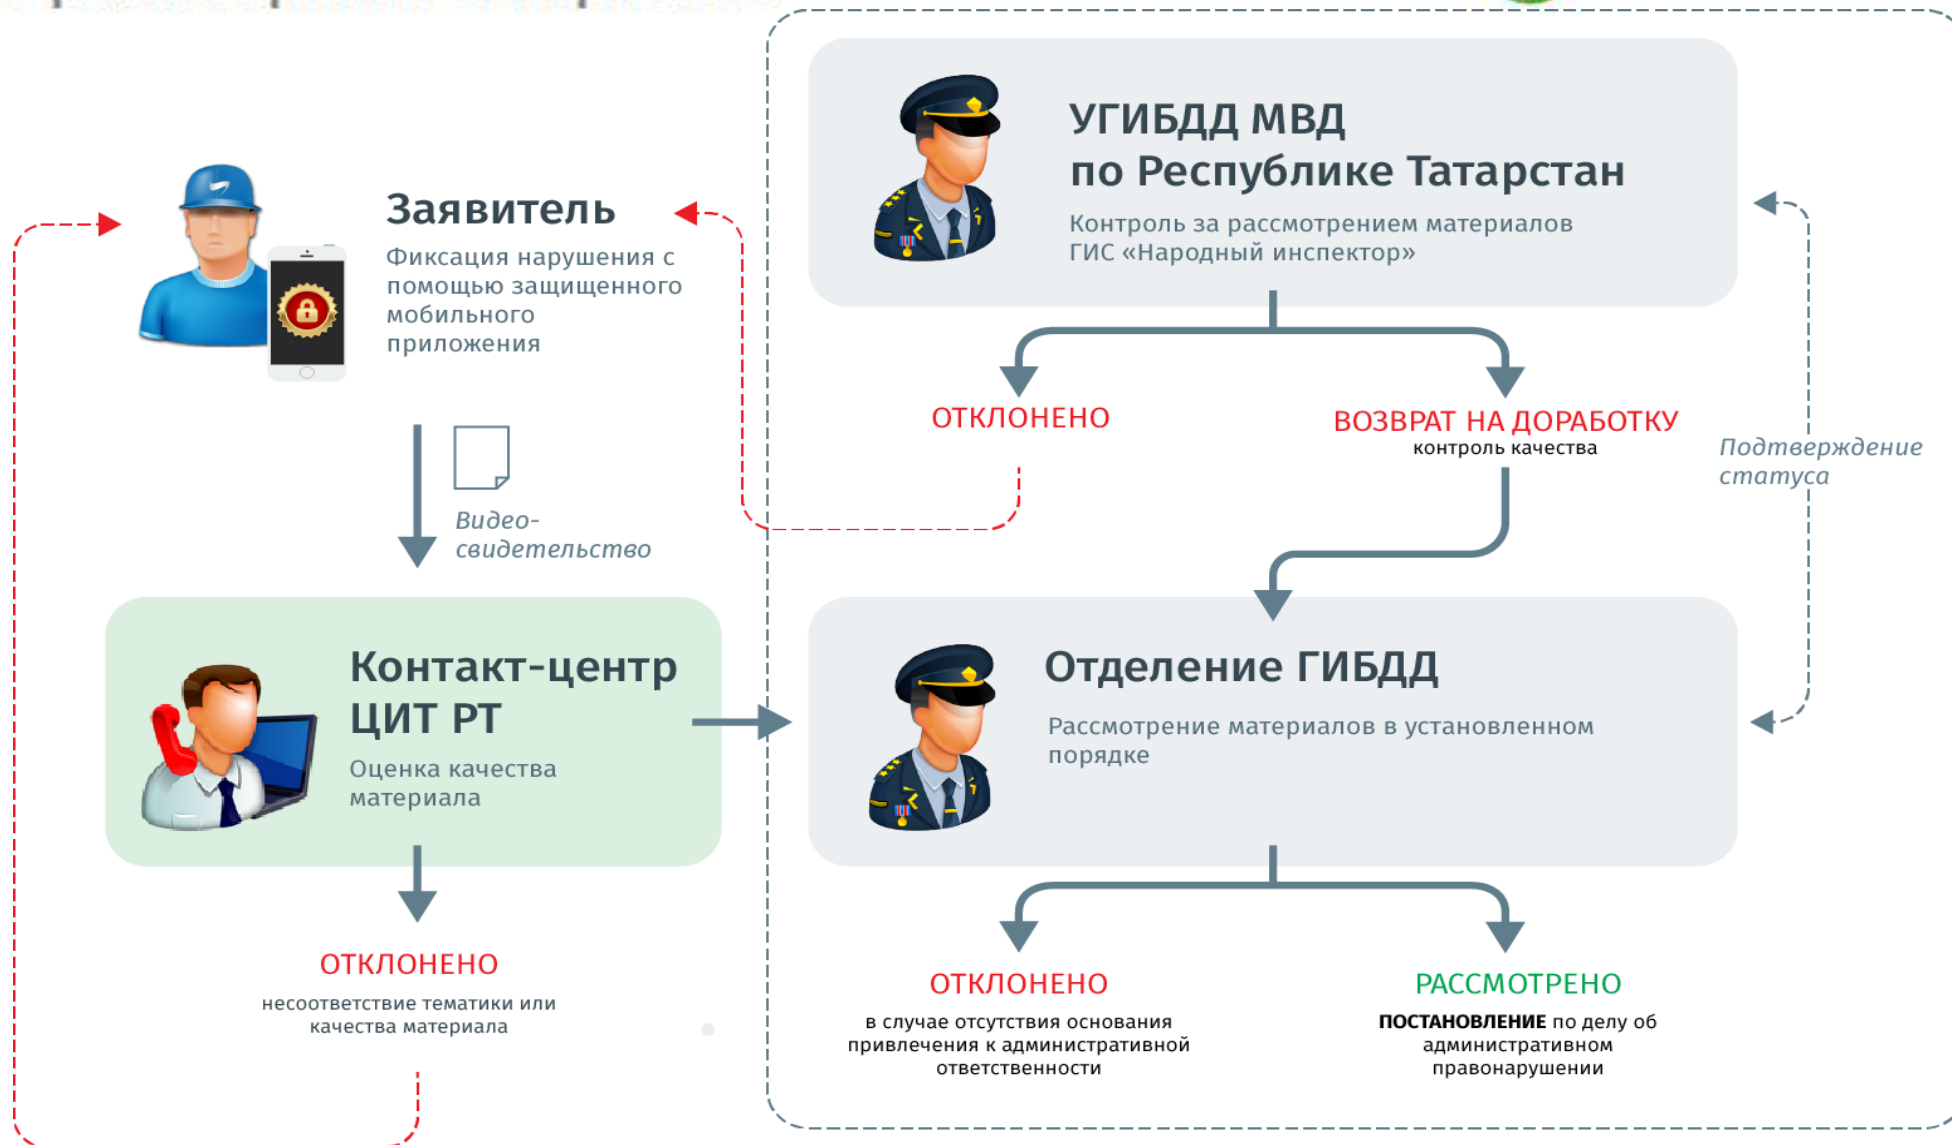 Заявитель
Фиксация нарушения с
помощью защищенного
мобильного
приложения
Видео-
свидетельство
Контакт-центр
ЦИТ РТ
Оценка качества
материала
ОТКЛОНЕНО
несоответствие тематики или
качества материала
УГИБДД МВД
по Республике Татарстан
Контроль за рассмотрением материалов
ГИС «Народный инспектор»
ОТКЛОНЕНО
ВОЗВРАТ НА ДОРАБОТКУ
контроль качества
Подтверждение
статуса
Отделение ГИБДД
Рассмотрение материалов в установленном
порядке
ОТКЛОНЕНО
в случае отсутствия основания
привлечения к административной
ответственности
РАССМОТРЕНО
ПОСТАНОВЛЕНИЕ по делу об
административном
правонарушении